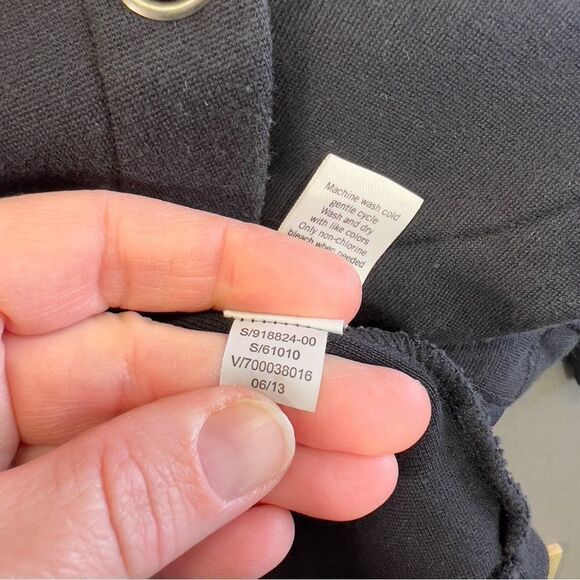 Machine wash cold
gentle cycle
Wash and dry
with like colors
Only non-chlorine
bleach when needed
S/918824-00
S/61010
V/700038016
06/13